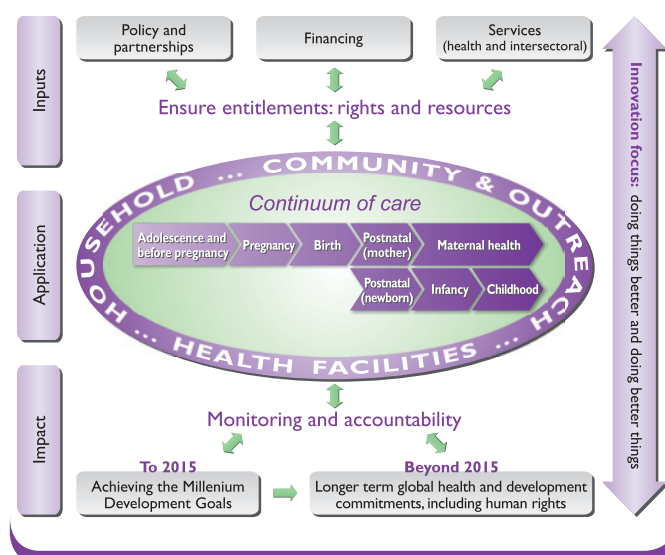 Inputs
Policy and
partnerships
Financing
Services
(health and intersectoral)
Ensure entitlements: rights and resources
Application
HOUSEHOLD ... COMMUNITY & OUTREACH ... HEALTH FACILITIES ...
Continuum of care
Adolescence and
before pregnancy
Pregnancy
Birth
Postnatal
(mother)
Maternal health
Postnatal
(newborn)
Infancy
Childhood
Impact
Monitoring and accountability
To 2015
Achieving the Millenium
Development Goals
Beyond 2015
Longer term global health and development
commitments, including human rights
Innovation focus: doing things better and doing better things